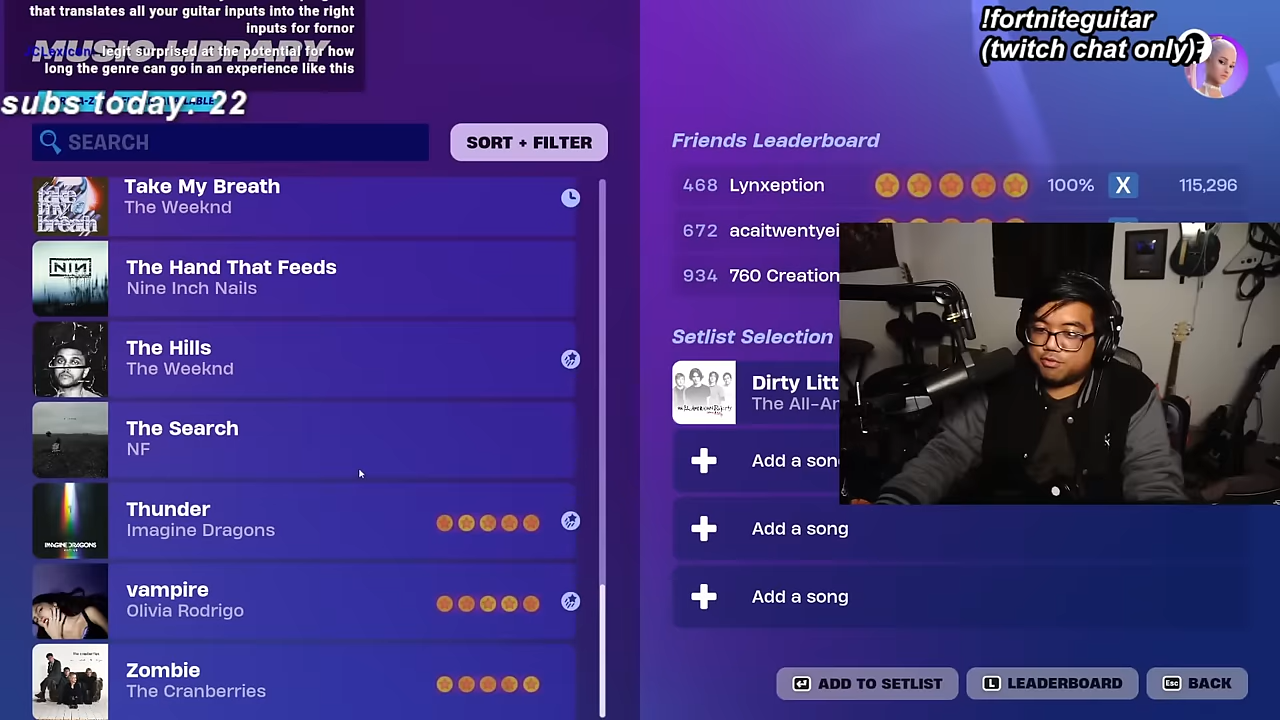 that translates all your guitar inputs into the right
inputs for fornor
legit surprised at the potential for how
long the genre can go in an experience like this
MUSIC LIBRARY
subs today: 22
!fortniteguitar
(twitch chat only)
SEARCH
SORT + FILTER
Take My Breath
The Weeknd
The Hand That Feeds
Nine Inch Nails
The Hills
The Weeknd
The Search
NF
Thunder
Imagine Dragons
vampire
Olivia Rodrigo
Zombie
The Cranberries
Friends Leaderboard
468 Lynxeption 100% X 115,296
672 acaitwentyei
934 760 Creation
Setlist Selection
Dirty Litt
The All-Ar
Add a son
Add a song
Add a song
ADD TO SETLIST
L LEADERBOARD
Esc BACK